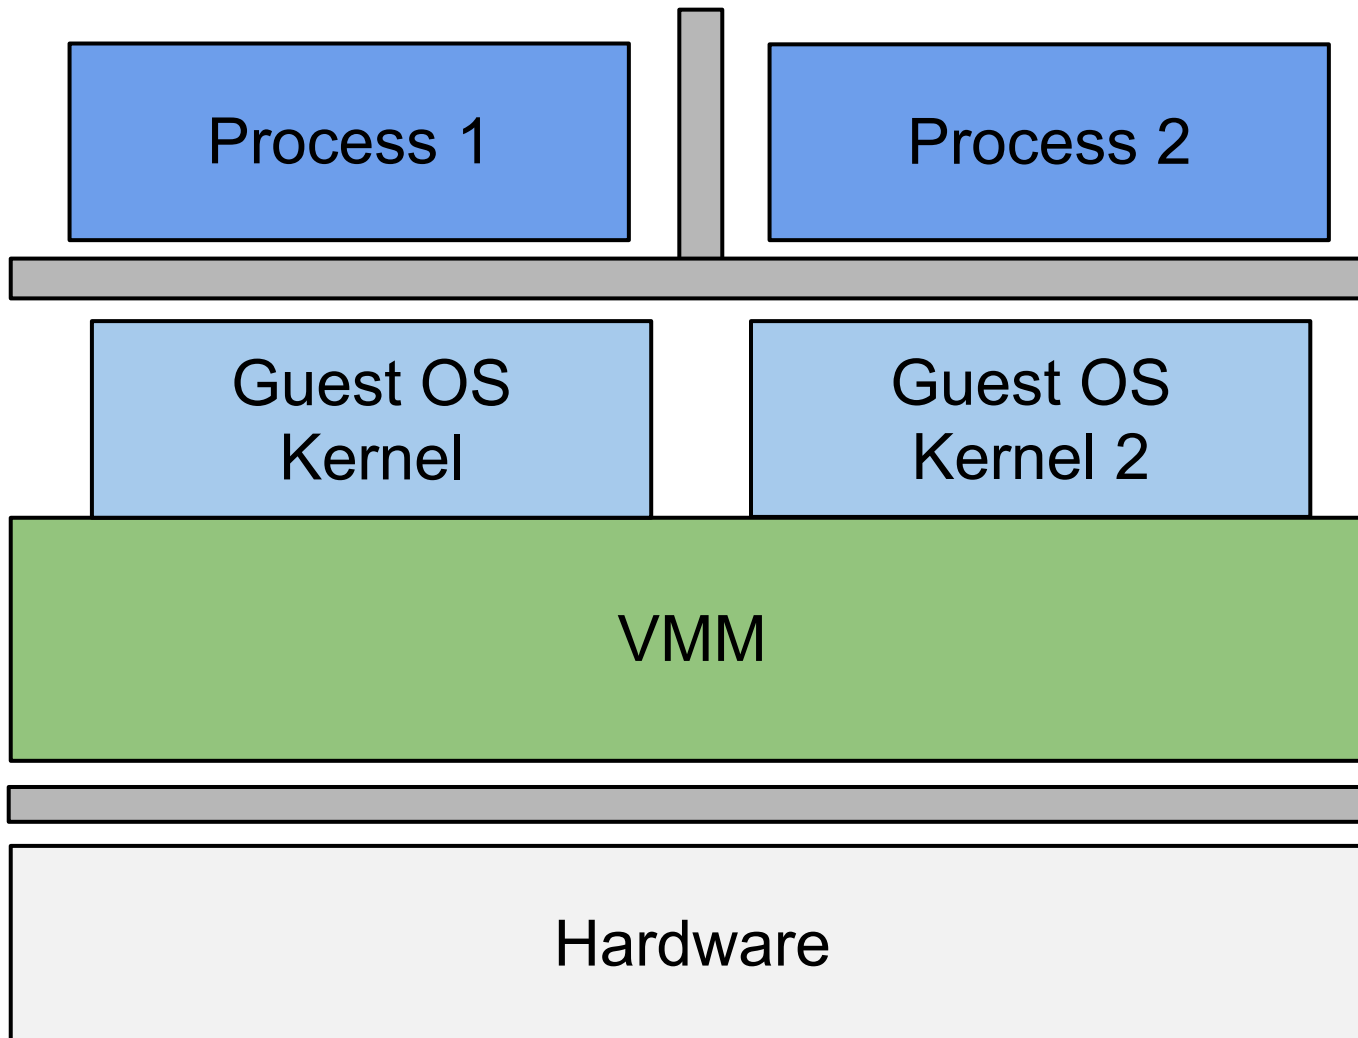 Process 1
Process 2
Guest OS
Kernel
Guest OS
Kernel 2
VMM
Hardware